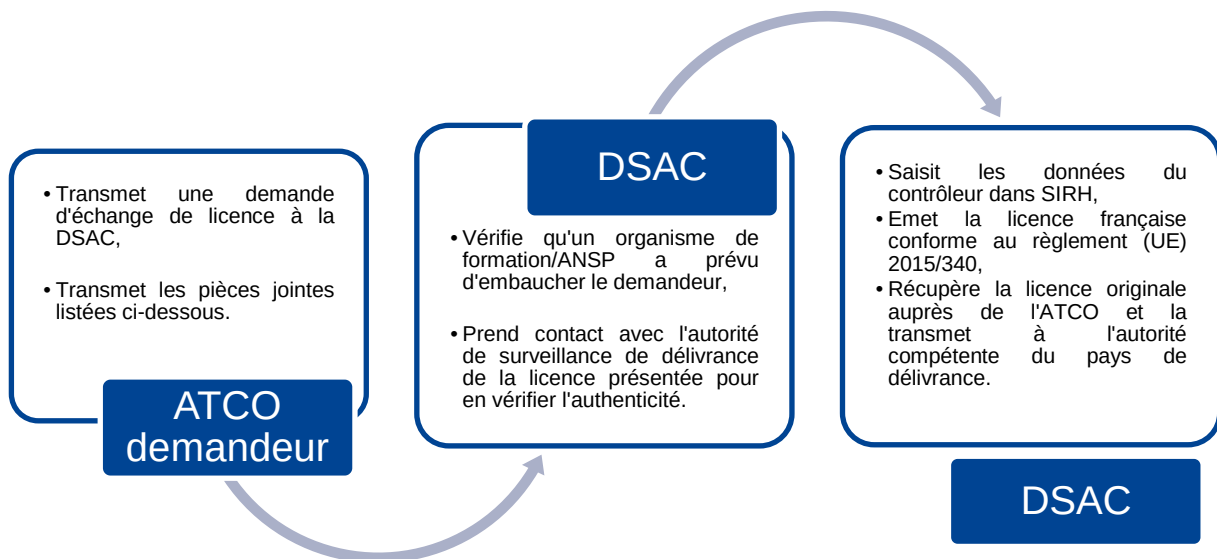 • Transmet une demande
d'échange de licence à la
DSAC,
• Transmet les pièces jointes
listées ci-dessous.
ATCO
demandeur
DSAC
• Vérifie qu'un organisme de
formation/ANSP a prévu
d'embaucher le demandeur,
• Prend contact avec l'autorité
de surveillance de délivrance
de la licence présentée pour
en vérifier l'authenticité.
• Saisit les données du
contrôleur dans SIRH,
• Emet la licence française
conforme au règlement (UE)
2015/340,
• Récupère la licence originale
auprès de l'ATCO et la
transmet à l'autorité
compétente du pays de
délivrance.
DSAC